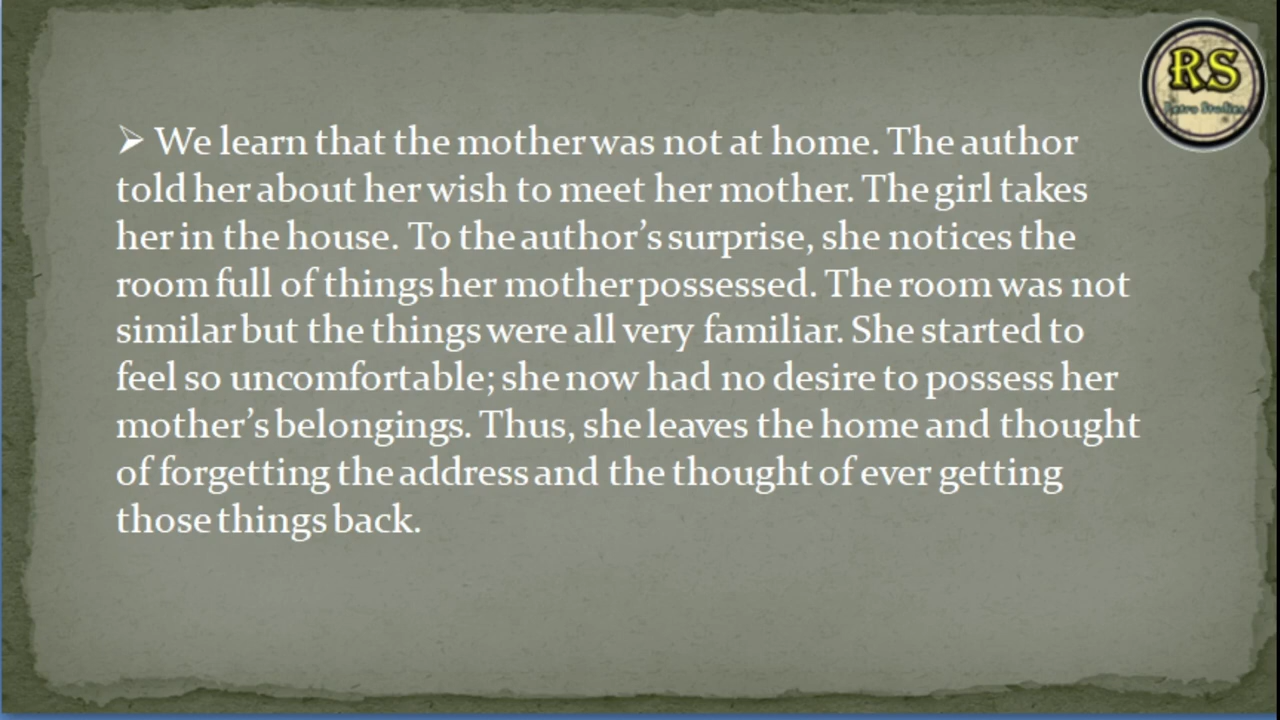 RS
Retro Studies
➢ We learn that the mother was not at home. The author
told her about her wish to meet her mother. The girl takes
her in the house. To the author’s surprise, she notices the
room full of things her mother possessed. The room was not
similar but the things were all very familiar. She started to
feel so uncomfortable; she now had no desire to possess her
mother’s belongings. Thus, she leaves the home and thought
of forgetting the address and the thought of ever getting
those things back.